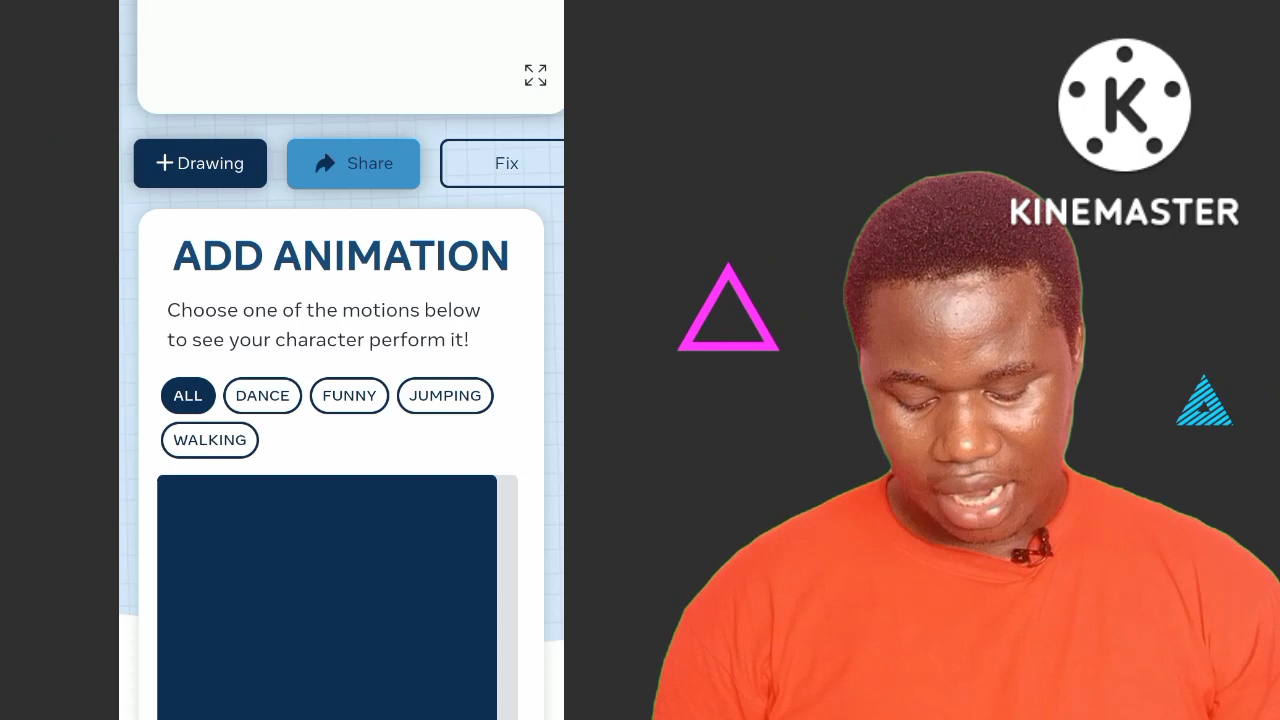 + Drawing
Share
Fix
ADD ANIMATION
Choose one of the motions below
to see your character perform it!
ALL
DANCE
FUNNY
JUMPING
WALKING
K
KINEMASTER